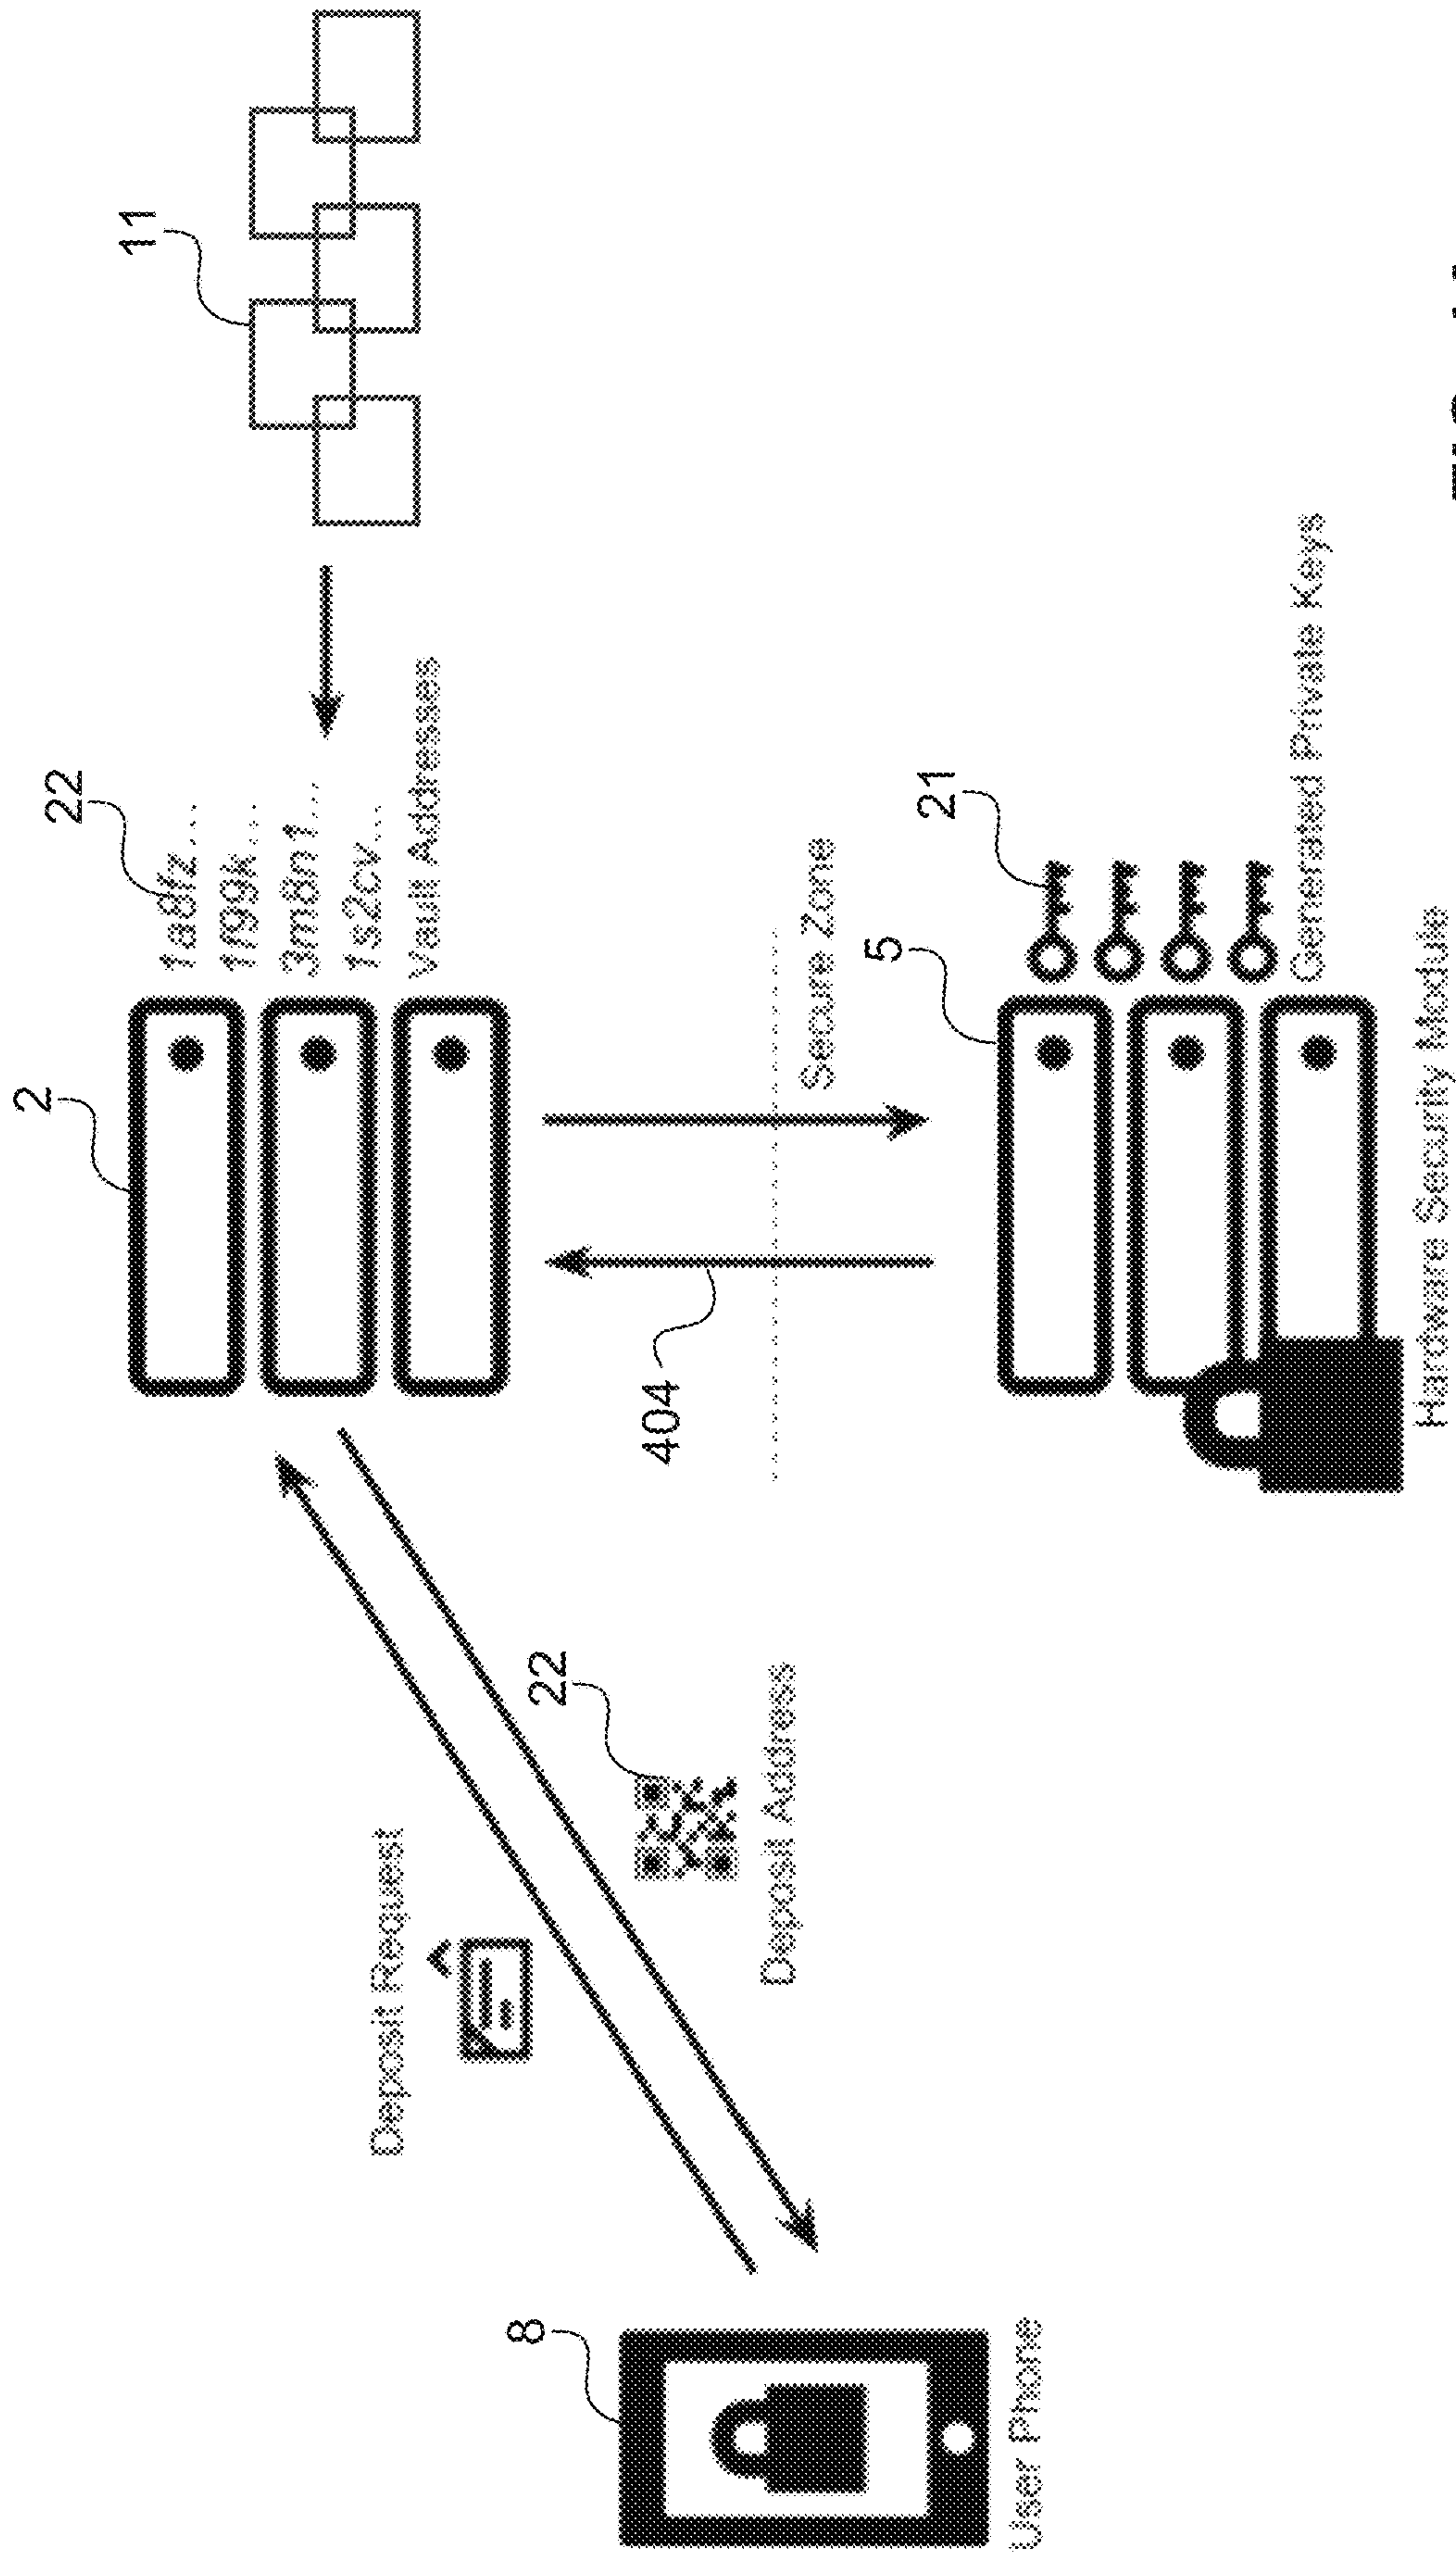 11
22
2
1a8fz...
1f99k...
3m8n1...
1s2cv...
Vault Addresses
Deposit Request
404
Secure Zone
22
Deposit Address
8
5
21
User Phone
Generated Private Keys
Hardware Security Module